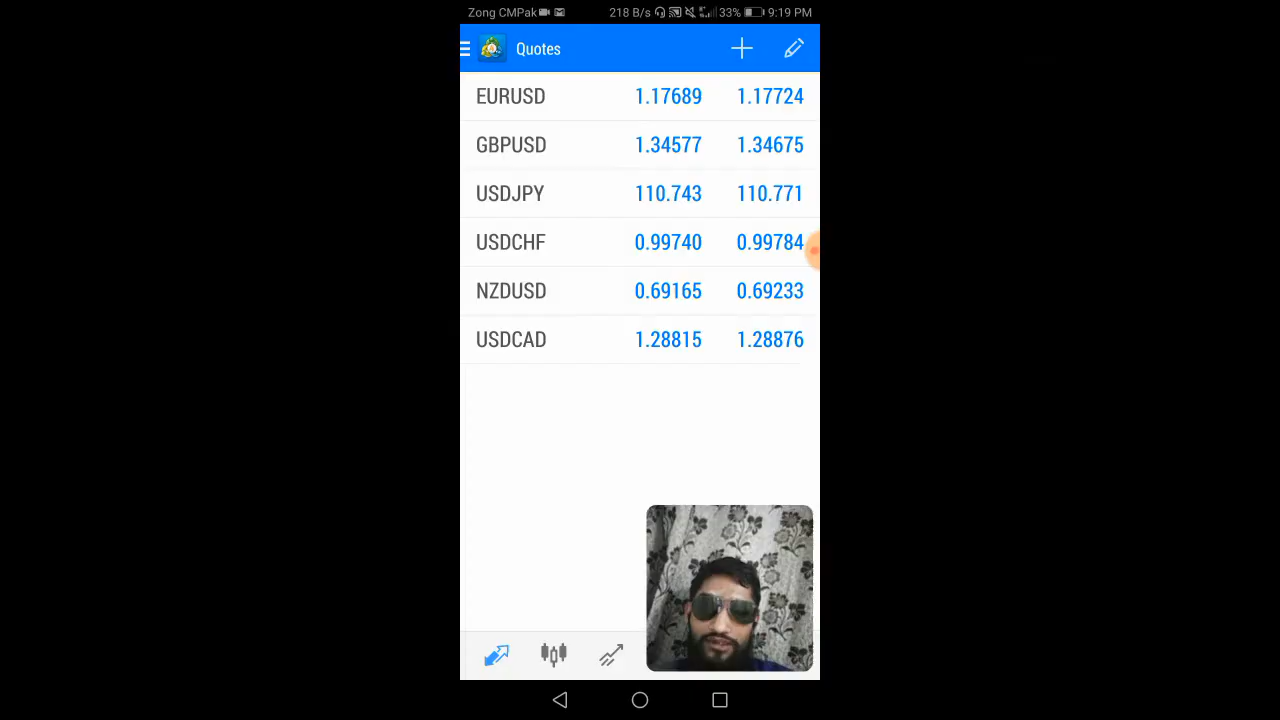 Zong CMPak 218 B/s 33% 9:19 PM
Quotes
EURUSD 1.17689 1.17724
GBPUSD 1.34577 1.34675
USDJPY 110.743 110.771
USDCHF 0.99740 0.99784
NZDUSD 0.69165 0.69233
USDCAD 1.28815 1.28876